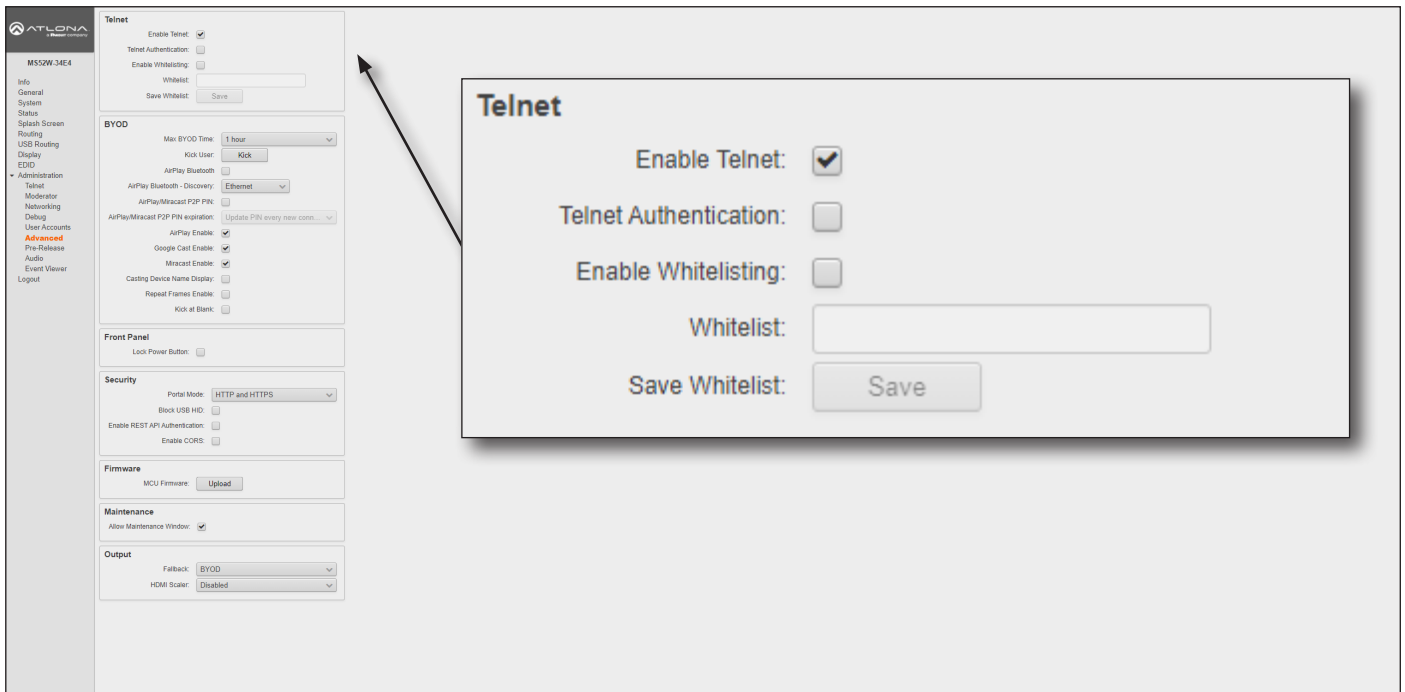 ATLONA
a Panduit company
MS52W-34E4
Info
General
System
Status
Splash Screen
Routing
USB Routing
Display
EDID
Administration
Telnet
Moderator
Networking
Debug
User Accounts
Advanced
Pre-Release
Audio
Event Viewer
Logout
Telnet
Enable Telnet:
Telnet Authentication:
Enable Whitelisting:
Whitelist:
Save Whitelist: Save
BYOD
Max BYOD Time: 1 hour
Kick User: Kick
AirPlay Bluetooth
AirPlay Bluetooth - Discovery: Ethernet
AirPlay/Miracast P2P PIN:
AirPlay/Miracast P2P PIN expiration: Update PIN every new conn...
AirPlay Enable:
Google Cast Enable:
Miracast Enable:
Casting Device Name Display:
Repeat Frames Enable:
Kick at Blank:
Front Panel
Lock Power Button:
Security
Portal Mode: HTTP and HTTPS
Block USB HID:
Enable REST API Authentication:
Enable CORS:
Firmware
MCU Firmware: Upload
Maintenance
Allow Maintenance Window:
Output
Fallback: BYOD
HDMI Scaler: Disabled
Telnet
Enable Telnet:
Telnet Authentication:
Enable Whitelisting:
Whitelist:
Save Whitelist: Save